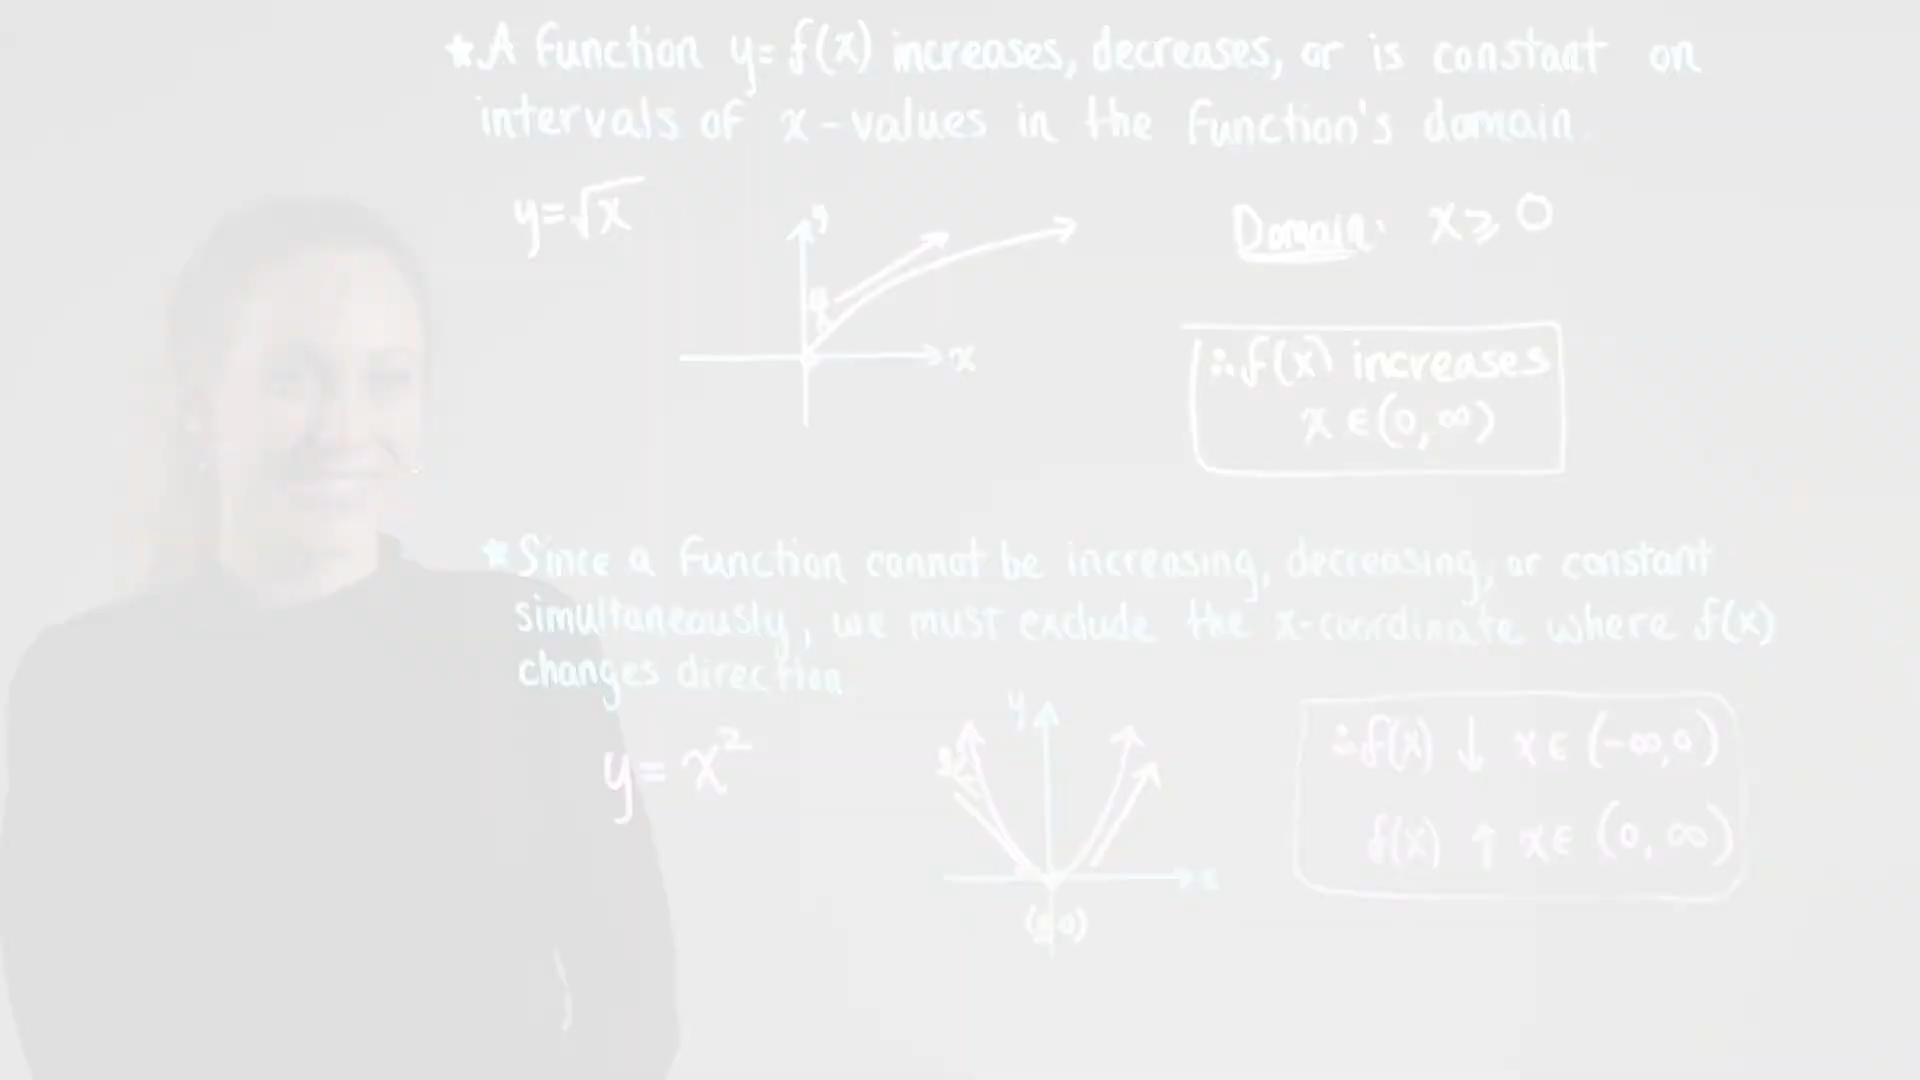 ★ A function y = f(x) increases, decreases, or is constant on
intervals of x-values in the function's domain.
y = √x
y
x
Domain: x ≥ 0
∴ f(x) increases
x ∈ (0, ∞)
★ Since a function cannot be increasing, decreasing, or constant
simultaneously, we must exclude the x-coordinate where f(x)
changes direction
y = x²
y
x
∴ f(x) ↓ x ∈ (-∞, 0)
f(x) ↑ x ∈ (0, ∞)